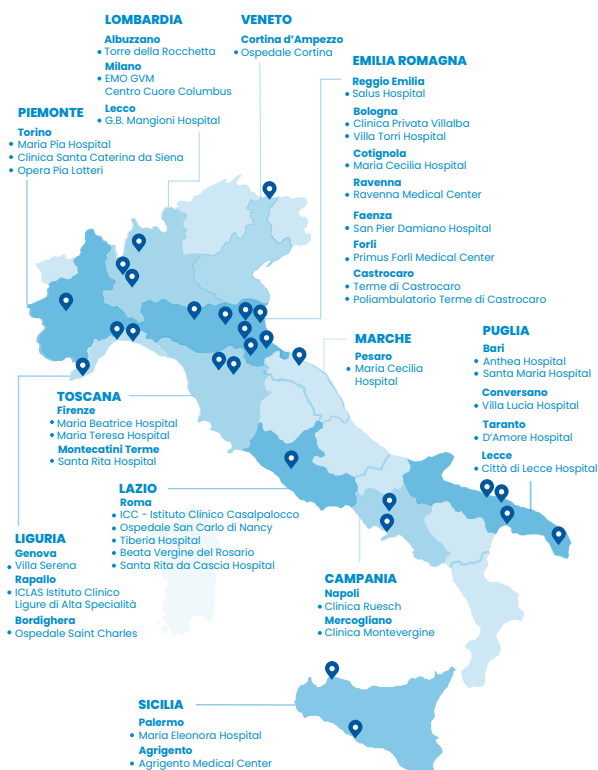 LOMBARDIA
Albuzzano
• Torre della Rocchetta
Milano
• EMO GVM
Centro Cuore Columbus
Lecco
• G.B. Mangioni Hospital
VENETO
Cortina d'Ampezzo
• Ospedale Cortina
EMILIA ROMAGNA
Reggio Emilia
• Salus Hospital
Bologna
• Clinica Privata Villalba
• Villa Torri Hospital
Cotignola
• Maria Cecilia Hospital
Ravenna
• Ravenna Medical Center
Faenza
• San Pier Damiano Hospital
Forlì
• Primus Forlì Medical Center
Castrocaro
• Terme di Castrocaro
• Poliambulatorio Terme di Castrocaro
PIEMONTE
Torino
• Maria Pia Hospital
• Clinica Santa Caterina da Siena
• Opera Pia Lotteri
MARCHE
Pesaro
• Maria Cecilia
Hospital
PUGLIA
Bari
• Anthea Hospital
• Santa Maria Hospital
Conversano
• Villa Lucia Hospital
Taranto
• D'Amore Hospital
Lecce
• Città di Lecce Hospital
TOSCANA
Firenze
• Maria Beatrice Hospital
• Maria Teresa Hospital
Montecatini Terme
• Santa Rita Hospital
LAZIO
Roma
• ICC - Istituto Clinico Casalpalocco
• Ospedale San Carlo di Nancy
• Tiberia Hospital
• Beata Vergine del Rosario
• Santa Rita da Cascia Hospital
LIGURIA
Genova
• Villa Serena
Rapallo
• ICLAS Istituto Clinico
Ligure di Alta Specialità
Bordighera
• Ospedale Saint Charles
CAMPANIA
Napoli
• Clinica Ruesch
Mercogliano
• Clinica Montevergine
SICILIA
Palermo
• Maria Eleonora Hospital
Agrigento
• Agrigento Medical Center